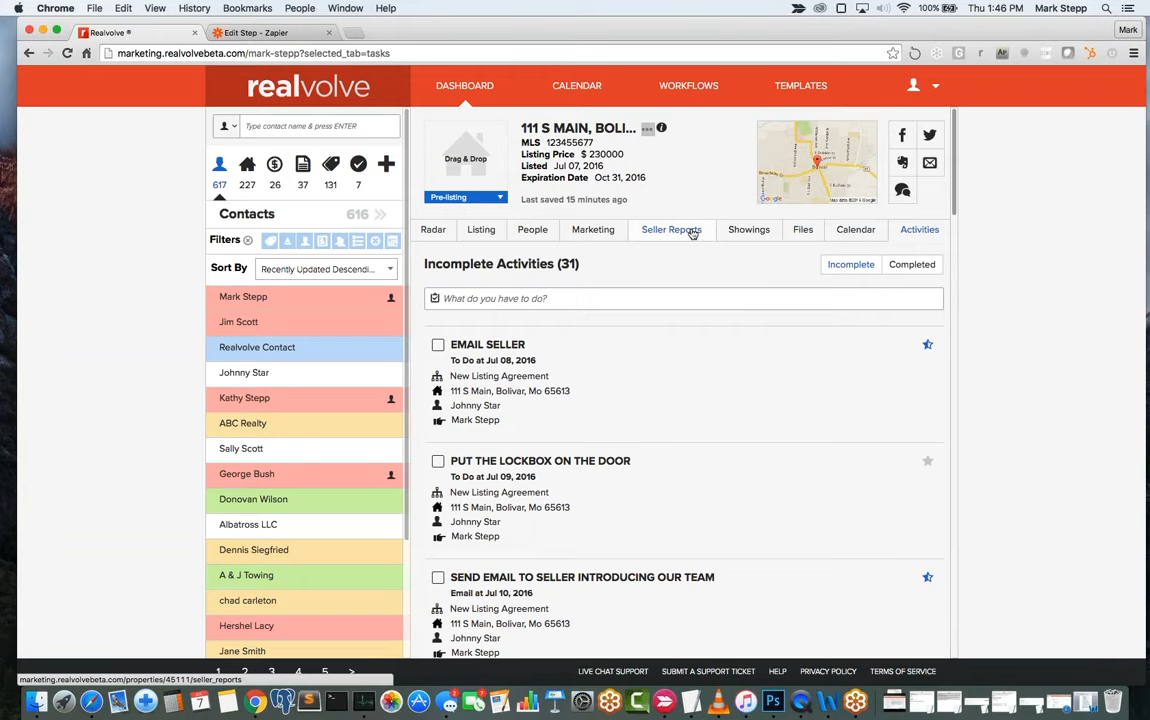 Chrome File Edit View History Bookmarks People Window Help 100% Thu 1:46 PM Mark Stepp
Realvolve ® Edit Step - Zapier Mark
marketing.realvolvebeta.com/mark-stepp?selected_tab=tasks
realvolve DASHBOARD CALENDAR WORKFLOWS TEMPLATES
Type contact name & press ENTER
617 227 26 37 131 7
Contacts 616
Filters
Sort By Recently Updated Descendi...
Mark Stepp
Jim Scott
Realvolve Contact
Johnny Star
Kathy Stepp
ABC Realty
Sally Scott
George Bush
Donovan Wilson
Albatross LLC
Dennis Siegfried
A & J Towing
chad carleton
Hershel Lacy
Jane Smith
1 2 3 4 5 >
Drag & Drop
Pre-listing
111 S MAIN, BOLI...
MLS 123455677
Listing Price $ 230000
Listed Jul 07, 2016
Expiration Date Oct 31, 2016
Last saved 15 minutes ago
Google
Radar Listing People Marketing Seller Reports Showings Files Calendar Activities
Incomplete Activities (31) Incomplete Completed
What do you have to do?
EMAIL SELLER
To Do at Jul 08, 2016
New Listing Agreement
111 S Main, Bolivar, Mo 65613
Johnny Star
Mark Stepp
PUT THE LOCKBOX ON THE DOOR
To Do at Jul 09, 2016
New Listing Agreement
111 S Main, Bolivar, Mo 65613
Johnny Star
Mark Stepp
SEND EMAIL TO SELLER INTRODUCING OUR TEAM
Email at Jul 10, 2016
New Listing Agreement
111 S Main, Bolivar, Mo 65613
Johnny Star
Mark Stepp
LIVE CHAT SUPPORT SUBMIT A SUPPORT TICKET HELP PRIVACY POLICY TERMS OF SERVICE
marketing.realvolvebeta.com/properties/45111/seller_reports